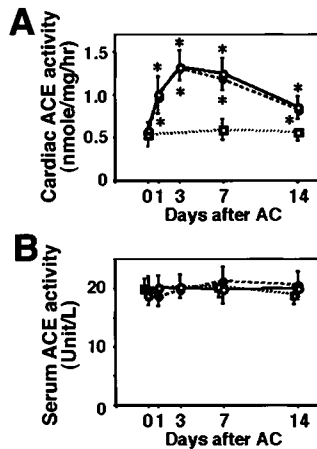 A
Cardiac ACE activity
(nmole/mg/hr)
1.5
1.0
0.5
0
* * *
* * *
* *
0 1 3 7 14
Days after AC
B
Serum ACE activity
(Unit/L)
20
10
0
0 1 3 7 14
Days after AC